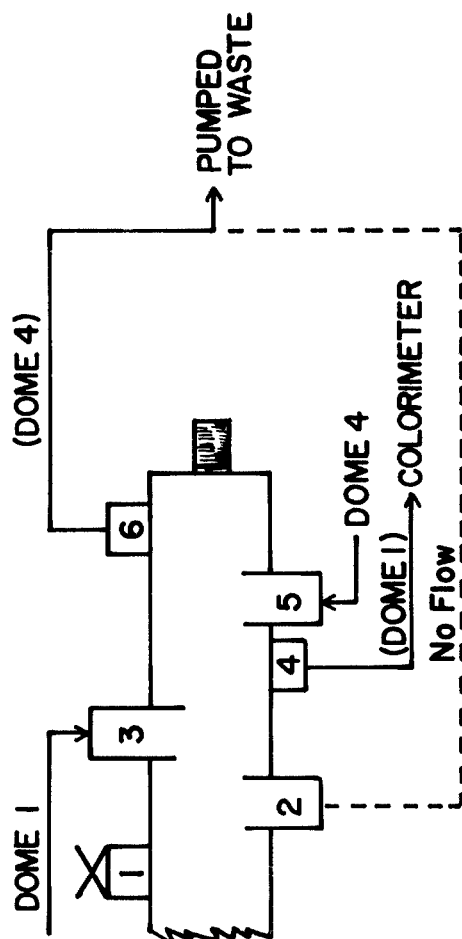 DOME 1
1
3
6
(DOME 4)
PUMPED
TO WASTE
2
4
5
DOME 4
(DOME 1)
COLORIMETER
No Flow